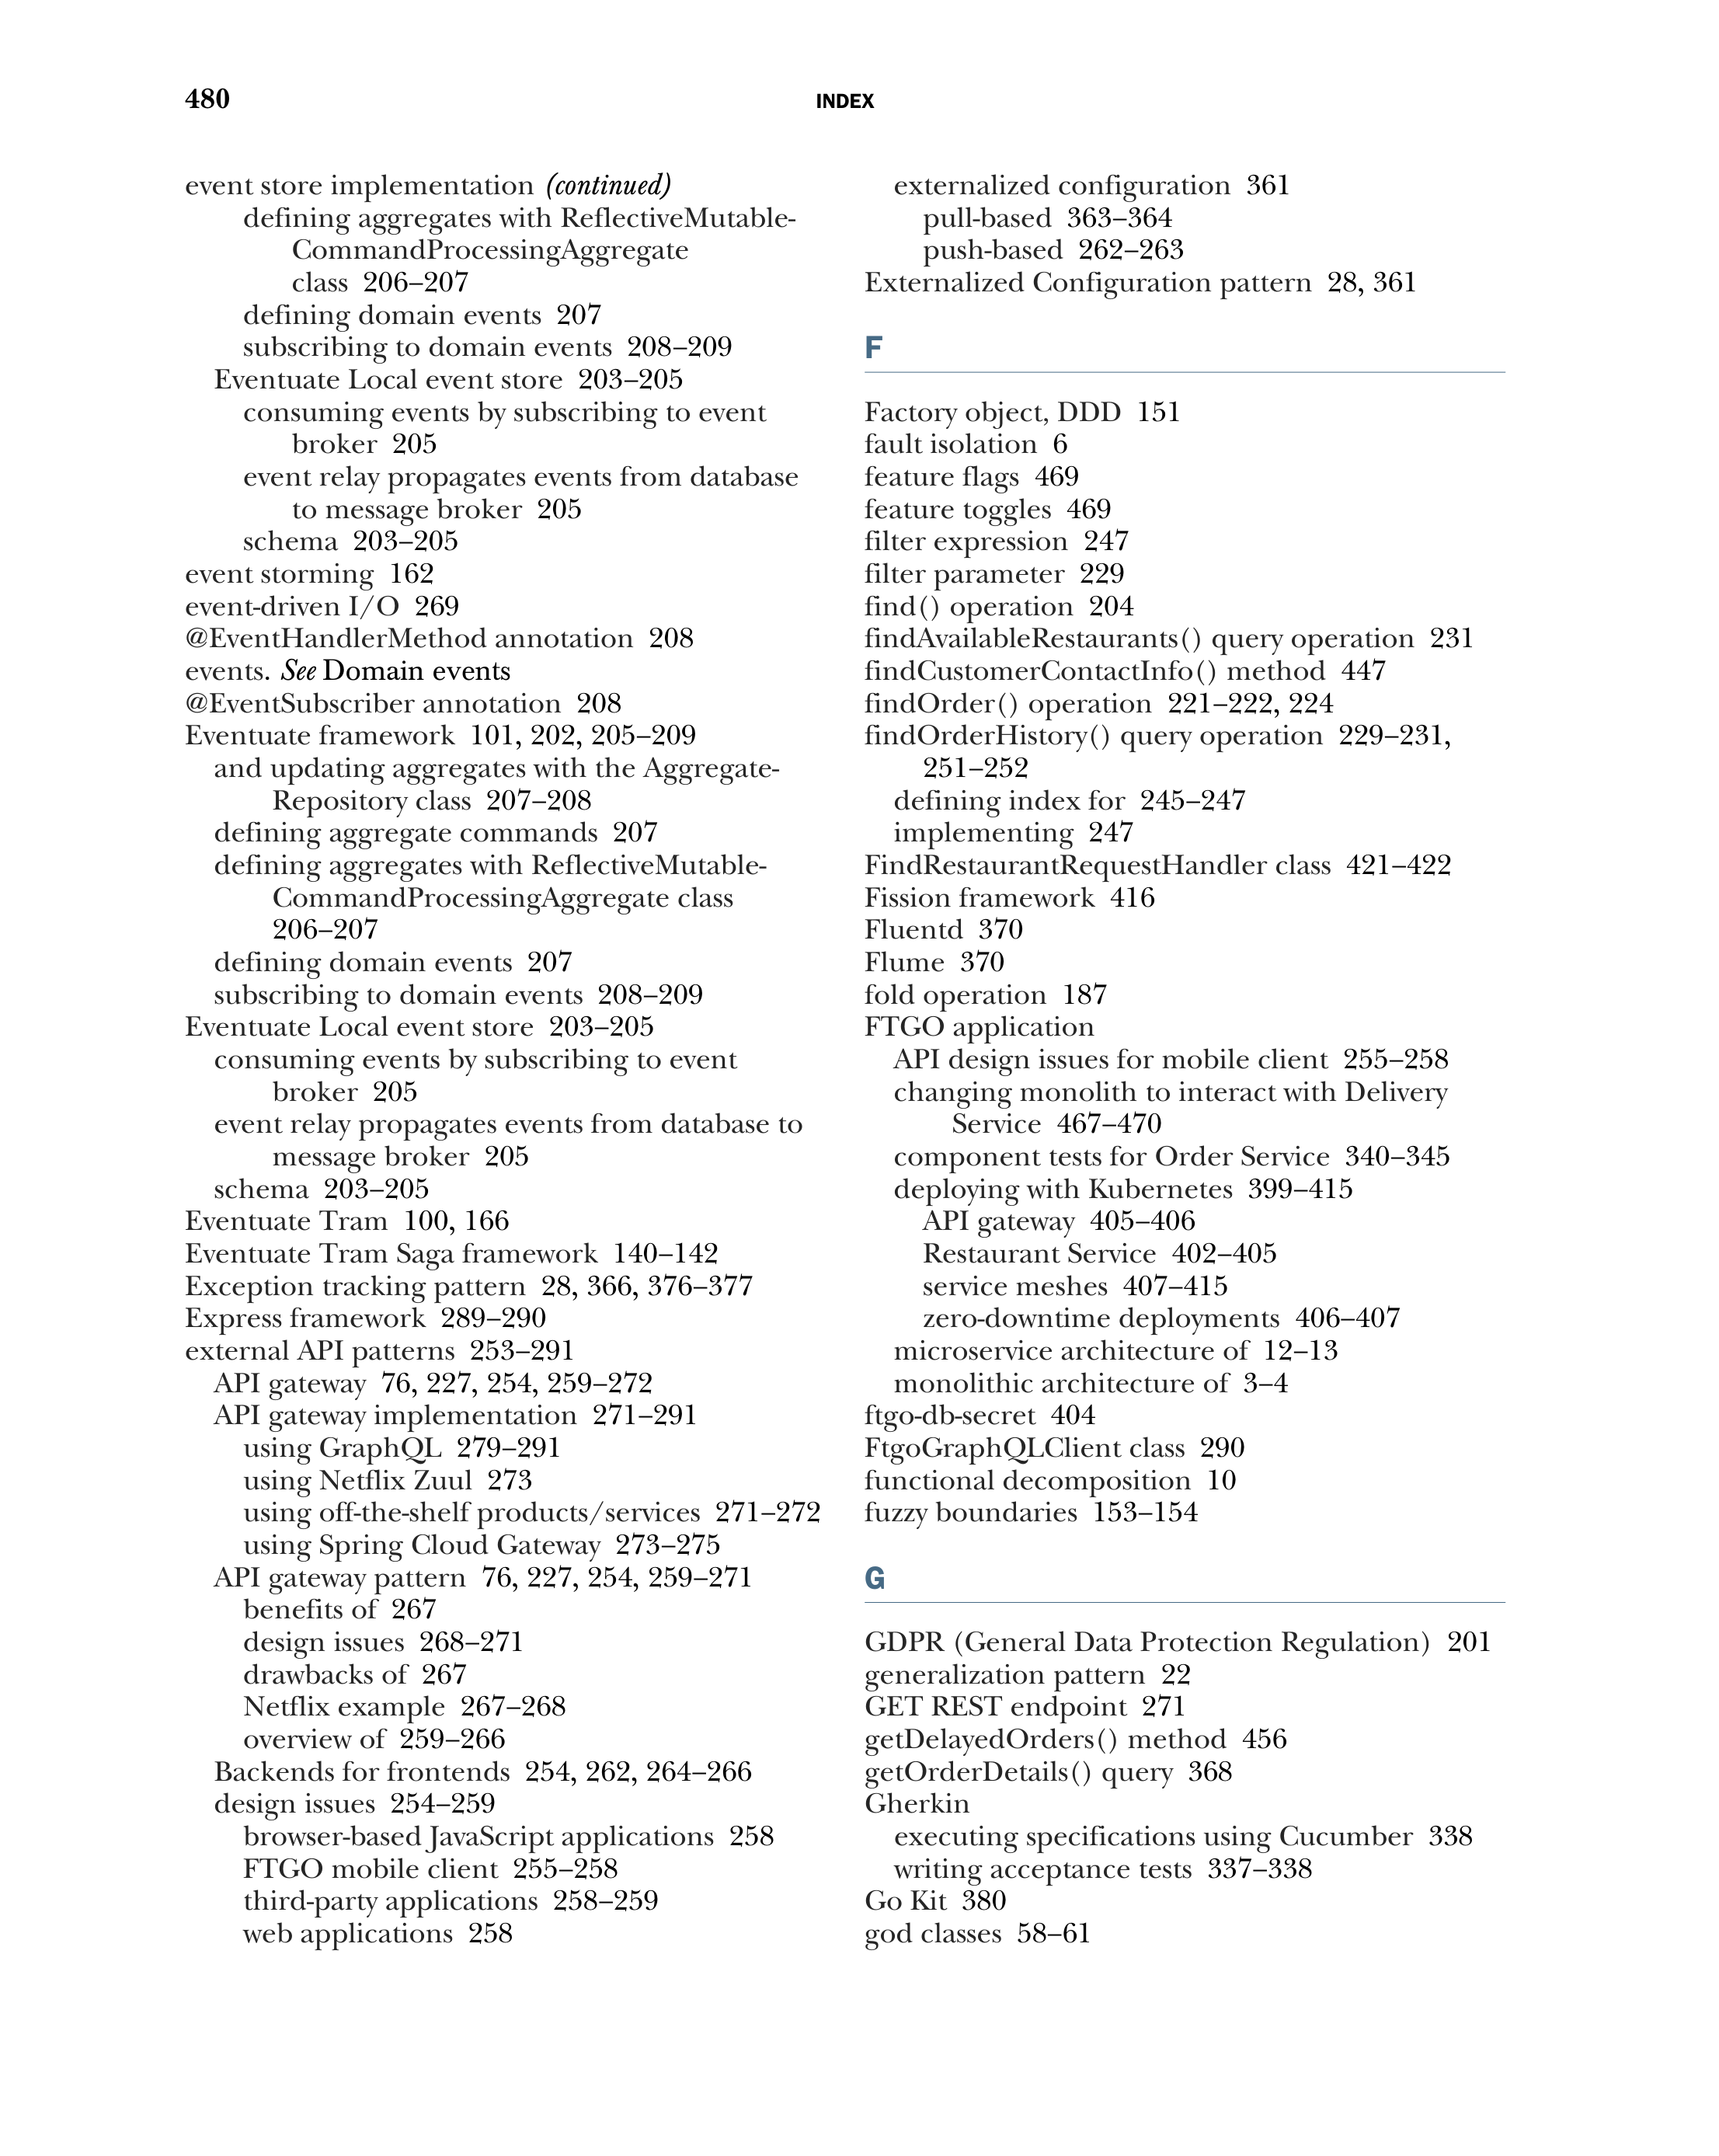 480
INDEX
event store implementation (continued)
defining aggregates with ReflectiveMutable-
CommandProcessingAggregate
class 206–207
defining domain events 207
subscribing to domain events 208–209
Eventuate Local event store 203–205
consuming events by subscribing to event
broker 205
event relay propagates events from database
to message broker 205
schema 203–205
event storming 162
event-driven I/O 269
@EventHandlerMethod annotation 208
events. See Domain events
@EventSubscriber annotation 208
Eventuate framework 101, 202, 205–209
and updating aggregates with the Aggregate-
Repository class 207–208
defining aggregate commands 207
defining aggregates with ReflectiveMutable-
CommandProcessingAggregate class
206–207
defining domain events 207
subscribing to domain events 208–209
Eventuate Local event store 203–205
consuming events by subscribing to event
broker 205
event relay propagates events from database to
message broker 205
schema 203–205
Eventuate Tram 100, 166
Eventuate Tram Saga framework 140–142
Exception tracking pattern 28, 366, 376–377
Express framework 289–290
external API patterns 253–291
API gateway 76, 227, 254, 259–272
API gateway implementation 271–291
using GraphQL 279–291
using Netflix Zuul 273
using off-the-shelf products/services 271–272
using Spring Cloud Gateway 273–275
API gateway pattern 76, 227, 254, 259–271
benefits of 267
design issues 268–271
drawbacks of 267
Netflix example 267–268
overview of 259–266
Backends for frontends 254, 262, 264–266
design issues 254–259
browser-based JavaScript applications 258
FTGO mobile client 255–258
third-party applications 258–259
web applications 258
externalized configuration 361
pull-based 363–364
push-based 262–263
Externalized Configuration pattern 28, 361
F
Factory object, DDD 151
fault isolation 6
feature flags 469
feature toggles 469
filter expression 247
filter parameter 229
find() operation 204
findAvailableRestaurants() query operation 231
findCustomerContactInfo() method 447
findOrder() operation 221–222, 224
findOrderHistory() query operation 229–231,
251–252
defining index for 245–247
implementing 247
FindRestaurantRequestHandler class 421–422
Fission framework 416
Fluentd 370
Flume 370
fold operation 187
FTGO application
API design issues for mobile client 255–258
changing monolith to interact with Delivery
Service 467–470
component tests for Order Service 340–345
deploying with Kubernetes 399–415
API gateway 405–406
Restaurant Service 402–405
service meshes 407–415
zero-downtime deployments 406–407
microservice architecture of 12–13
monolithic architecture of 3–4
ftgo-db-secret 404
FtgoGraphQLClient class 290
functional decomposition 10
fuzzy boundaries 153–154
G
GDPR (General Data Protection Regulation) 201
generalization pattern 22
GET REST endpoint 271
getDelayedOrders() method 456
getOrderDetails() query 368
Gherkin
executing specifications using Cucumber 338
writing acceptance tests 337–338
Go Kit 380
god classes 58–61